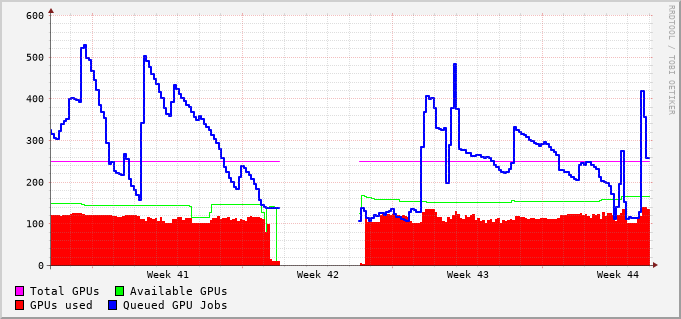 600
500
400
300
200
100
0
Week 41 Week 42 Week 43 Week 44
Total GPUs Available GPUs
GPUs used Queued GPU Jobs
RRDTOOL / TOBI OETIKER